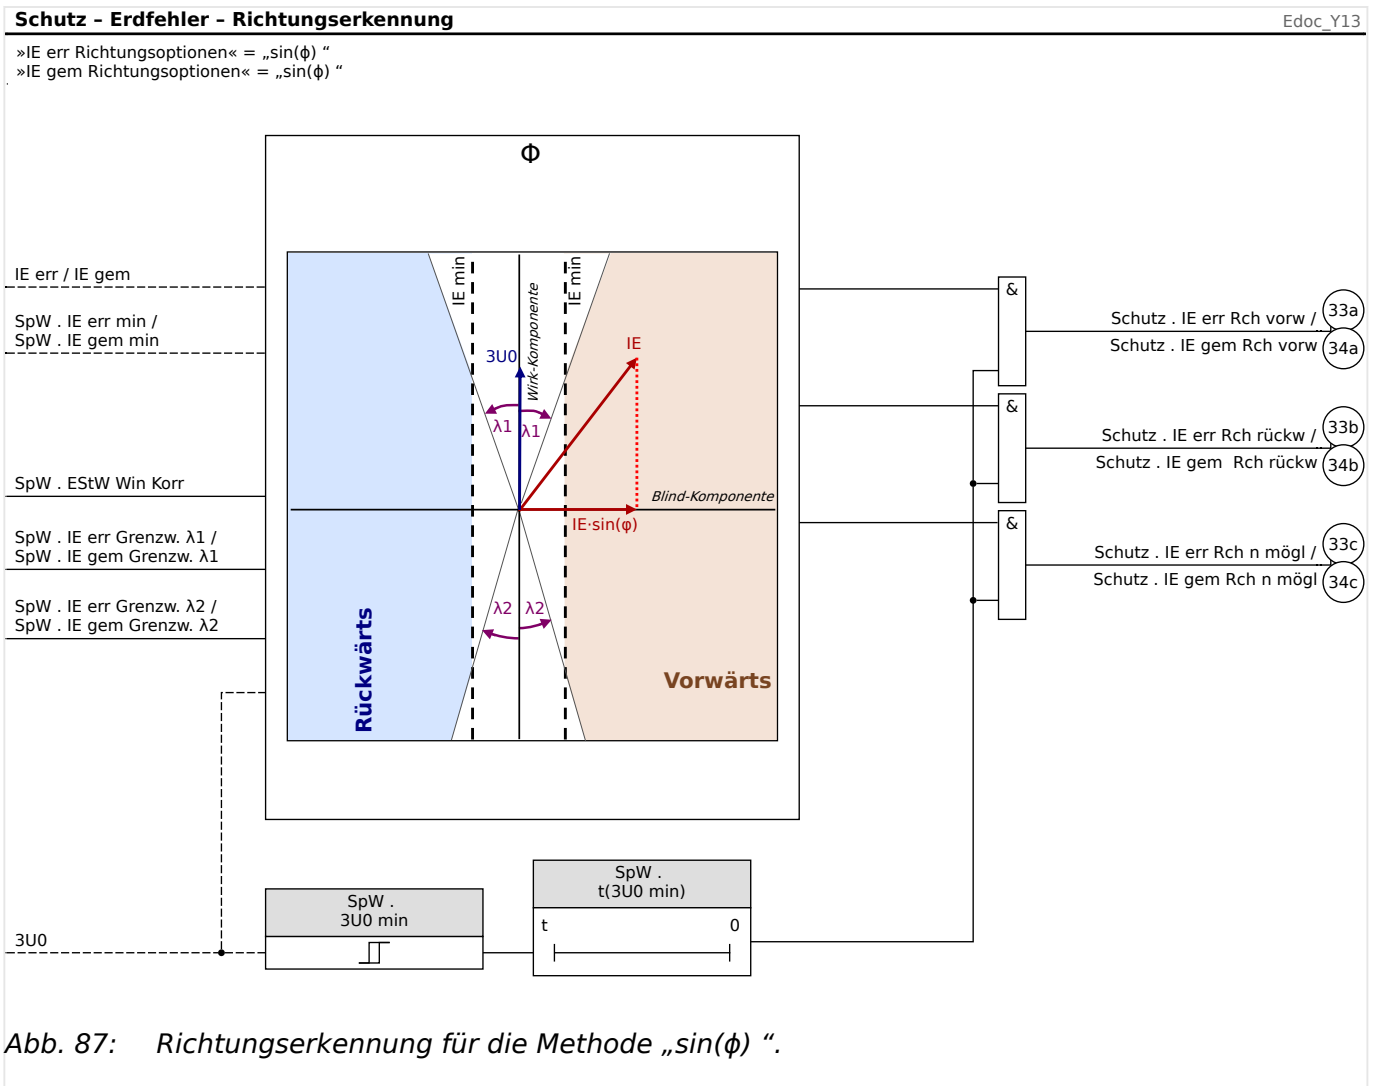 Schutz – Erdfehler – Richtungserkennung
Edoc_Y13
»IE err Richtungsoptionen« = „sin(ϕ) “
»IE gem Richtungsoptionen« = „sin(ϕ) “
Φ
IE err / IE gem
SpW . IE err min /
SpW . IE gem min
SpW . EStW Win Korr
SpW . IE err Grenzw. λ1 /
SpW . IE gem Grenzw. λ1
SpW . IE err Grenzw. λ2 /
SpW . IE gem Grenzw. λ2
3U0
IE min
Wirk-Komponente
IE min
3U0
IE
λ1
λ1
Blind-Komponente
IE·sin(φ)
λ2
λ2
Rückwärts
Vorwärts
SpW .
3U0 min
SpW .
t(3U0 min)
t
0
&
Schutz . IE err Rch vorw /
33a
Schutz . IE gem Rch vorw
34a
&
Schutz . IE err Rch rückw /
33b
Schutz . IE gem  Rch rückw
34b
&
Schutz . IE err Rch n mögl /
33c
Schutz . IE gem Rch n mögl
34c
Abb. 87: Richtungserkennung für die Methode „sin(ϕ) “.